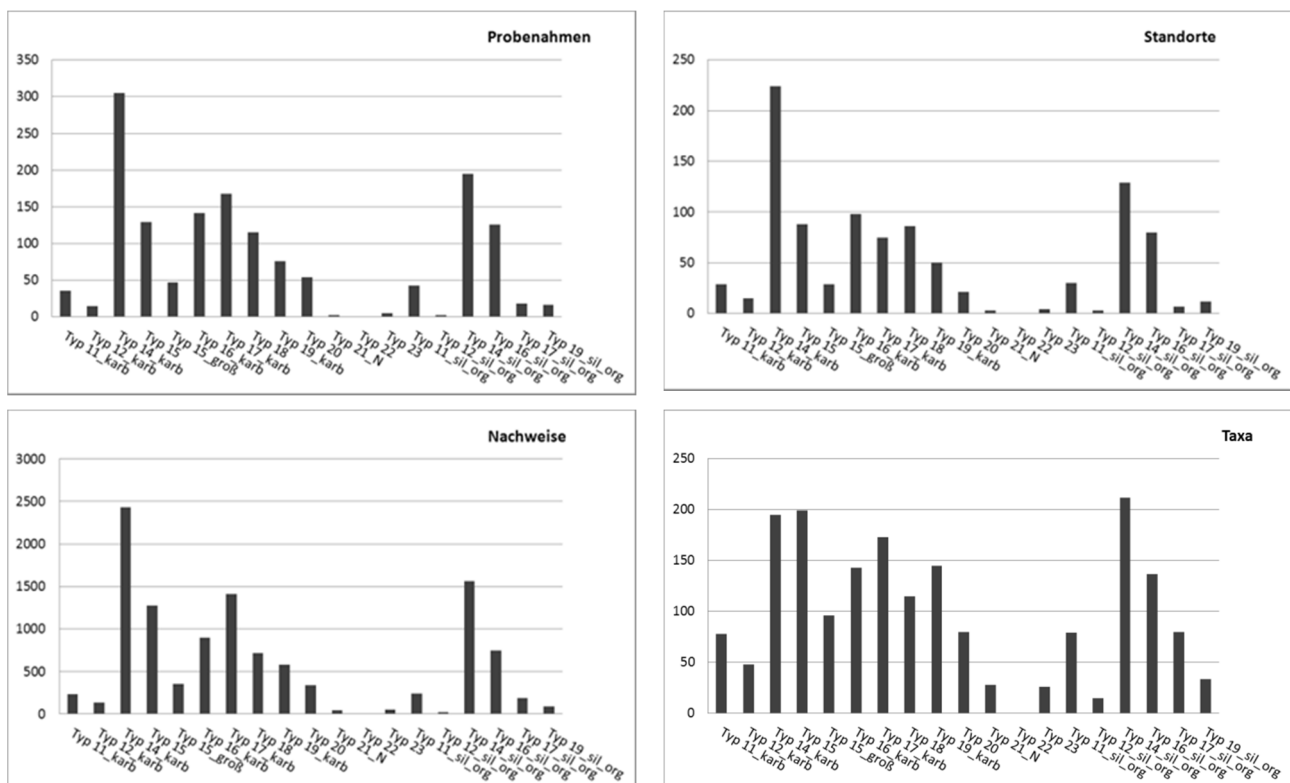 Probenahmen
350
300
250
200
150
100
50
0
Typ 11_karb
Typ 12_karb
Typ 14_karb
Typ 15
Typ 15_groß
Typ 16_karb
Typ 17_karb
Typ 18
Typ 19_karb
Typ 20
Typ 21_N
Typ 22
Typ 23
Typ 11_sil_org
Typ 12_sil_org
Typ 14_sil_org
Typ 16_sil_org
Typ 17_sil_org
Typ 19_sil_org
Standorte
250
200
150
100
50
0
Typ 11_karb
Typ 12_karb
Typ 14_karb
Typ 15
Typ 15_groß
Typ 16_karb
Typ 17_karb
Typ 18
Typ 19_karb
Typ 20
Typ 21_N
Typ 22
Typ 23
Typ 11_sil_org
Typ 12_sil_org
Typ 14_sil_org
Typ 16_sil_org
Typ 17_sil_org
Typ 19_sil_org
Nachweise
3000
2500
2000
1500
1000
500
0
Typ 11_karb
Typ 12_karb
Typ 14_karb
Typ 15
Typ 15_groß
Typ 16_karb
Typ 17_karb
Typ 18
Typ 19_karb
Typ 20
Typ 21_N
Typ 22
Typ 23
Typ 11_sil_org
Typ 12_sil_org
Typ 14_sil_org
Typ 16_sil_org
Typ 17_sil_org
Typ 19_sil_org
Taxa
250
200
150
100
50
0
Typ 11_karb
Typ 12_karb
Typ 14_karb
Typ 15
Typ 15_groß
Typ 16_karb
Typ 17_karb
Typ 18
Typ 19_karb
Typ 20
Typ 21_N
Typ 22
Typ 23
Typ 11_sil_org
Typ 12_sil_org
Typ 14_sil_org
Typ 16_sil_org
Typ 17_sil_org
Typ 19_sil_org